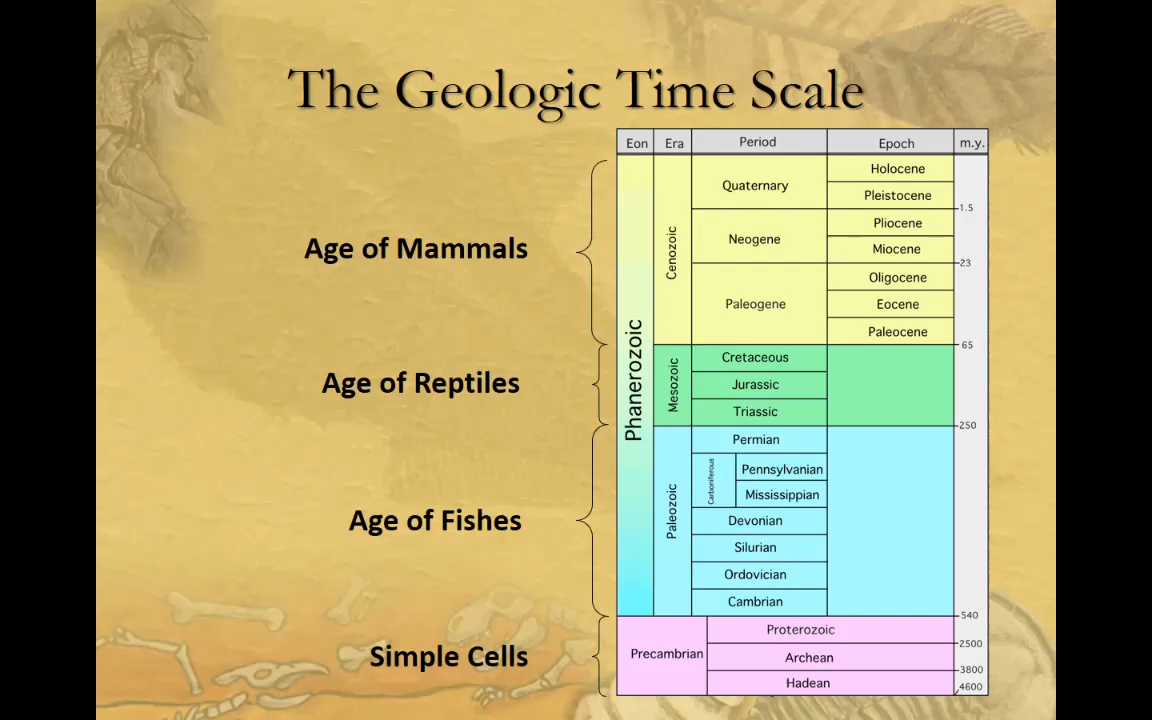 The Geologic Time Scale
Eon Era Period Epoch m.y.
Age of Mammals
Age of Reptiles
Age of Fishes
Simple Cells
Phanerozoic
Cenozoic
Quaternary
Holocene
Pleistocene
1.5
Neogene
Pliocene
Miocene
23
Paleogene
Oligocene
Eocene
Paleocene
65
Mesozoic
Cretaceous
Jurassic
Triassic
250
Paleozoic
Permian
Carboniferous
Pennsylvanian
Mississippian
Devonian
Silurian
Ordovician
Cambrian
540
Precambrian
Proterozoic
2500
Archean
3800
Hadean
4600